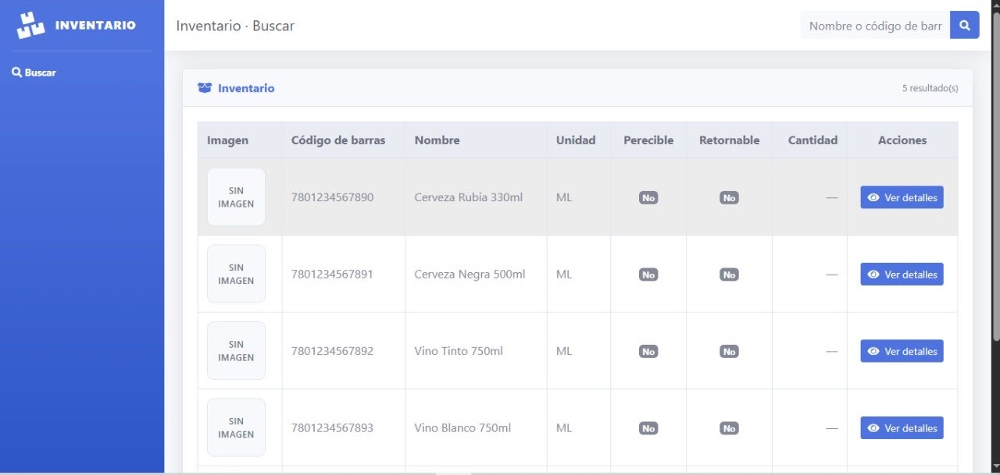 INVENTARIO
Inventario · Buscar
Nombre o código de barr
Buscar
Inventario
5 resultado(s)
Imagen Código de barras Nombre Unidad Perecible Retornable Cantidad Acciones
SIN
IMAGEN
7801234567890 Cerveza Rubia 330ml ML No No — Ver detalles
SIN
IMAGEN
7801234567891 Cerveza Negra 500ml ML No No — Ver detalles
SIN
IMAGEN
7801234567892 Vino Tinto 750ml ML No No — Ver detalles
SIN
IMAGEN
7801234567893 Vino Blanco 750ml ML No No — Ver detalles